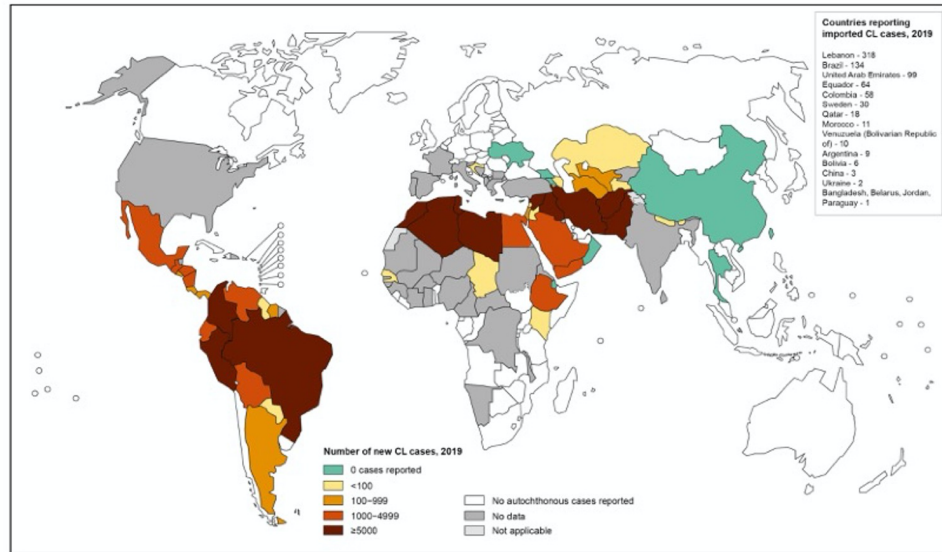 Countries reporting
imported CL cases, 2019
Lebanon - 318
Brazil - 134
United Arab Emirates - 99
Equador - 64
Colombia - 58
Sweden - 30
Qatar - 18
Morocco - 11
Venuzuela (Bolivarian Republic
of) - 10
Argentina - 9
Bolivia - 6
China - 3
Ukraine - 2
Bangladesh, Belarus, Jordan,
Paraguay - 1
Number of new CL cases, 2019
0 cases reported
<100
100–999
1000–4999
≥5000
No autochthonous cases reported
No data
Not applicable